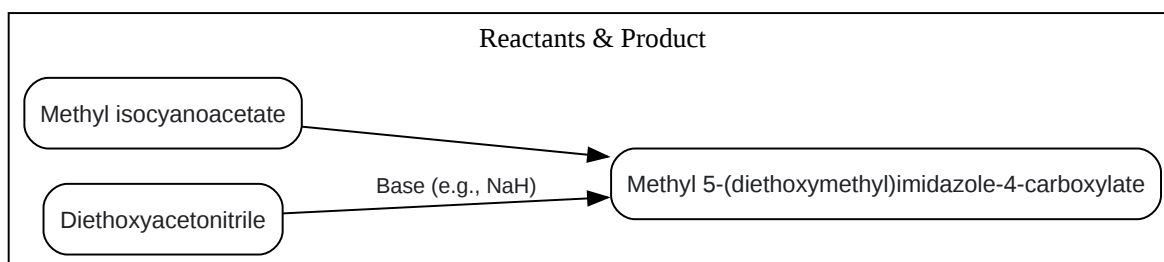 Reactants & Product
Methyl isocyanoacetate
Base (e.g., NaH)
Diethoxyacetonitrile
Methyl 5-(diethoxymethyl)imidazole-4-carboxylate